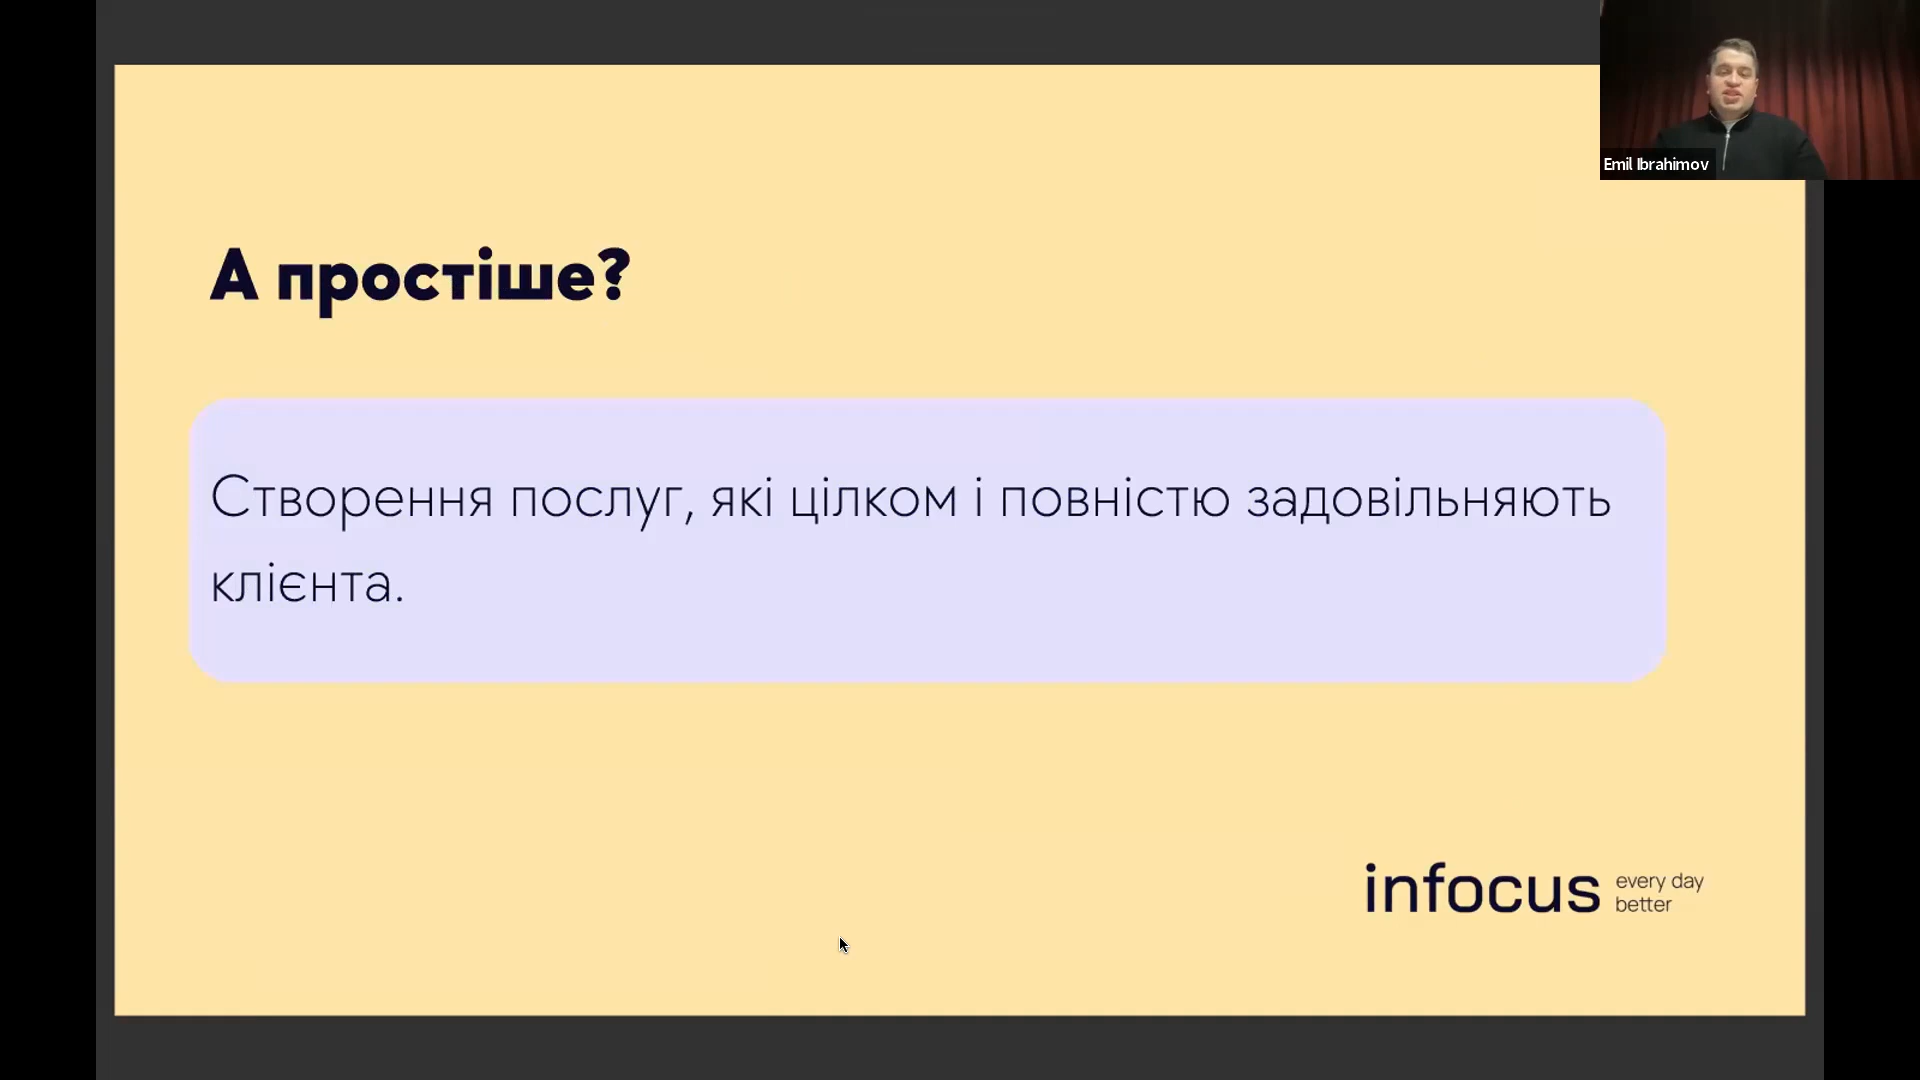 Emil Ibrahimov
А простіше?
Створення послуг, які цілком і повністю задовільняють
клієнта.
infocus
every day
better